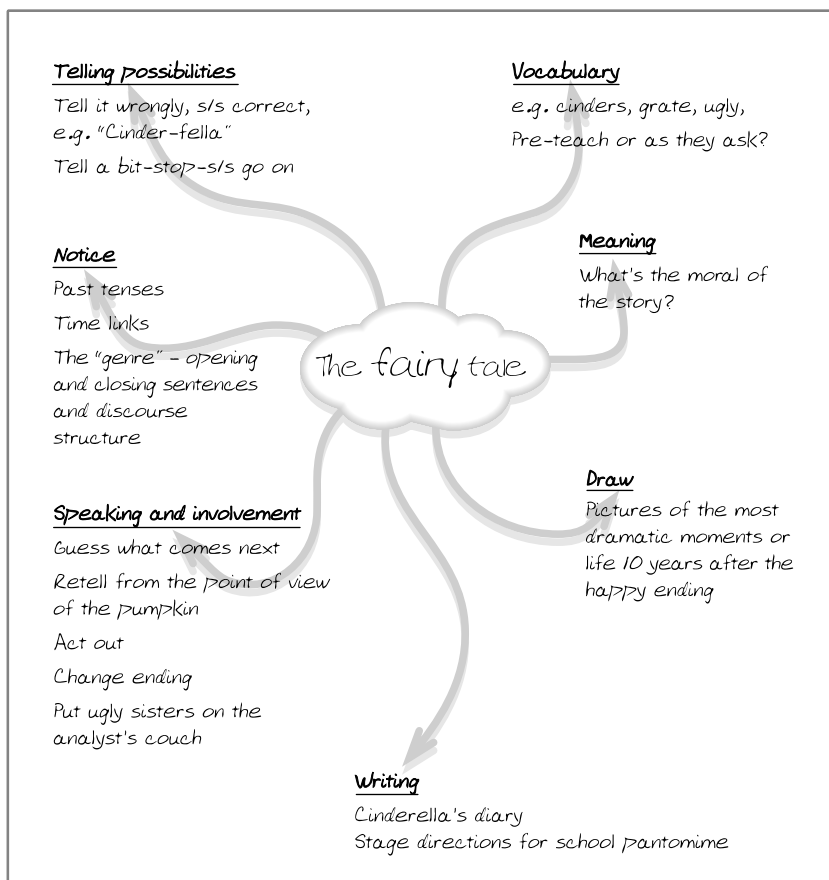 Telling possibilities
Tell it wrongly, s/s correct,
e.g. "Cinder-fella"
Tell a bit-stop-s/s go on
Vocabulary
e.g. cinders, grate, ugly,
Pre-teach or as they ask?
Notice
Past tenses
Time links
The "genre" – opening
and closing sentences
and discourse
structure
Meaning
What's the moral of
the story?
The fairy tale
Speaking and involvement
Guess what comes next
Retell from the point of view
of the pumpkin
Act out
Change ending
Put ugly sisters on the
analyst's couch
Draw
Pictures of the most
dramatic moments or
life 10 years after the
happy ending
Writing
Cinderella's diary
Stage directions for school pantomime